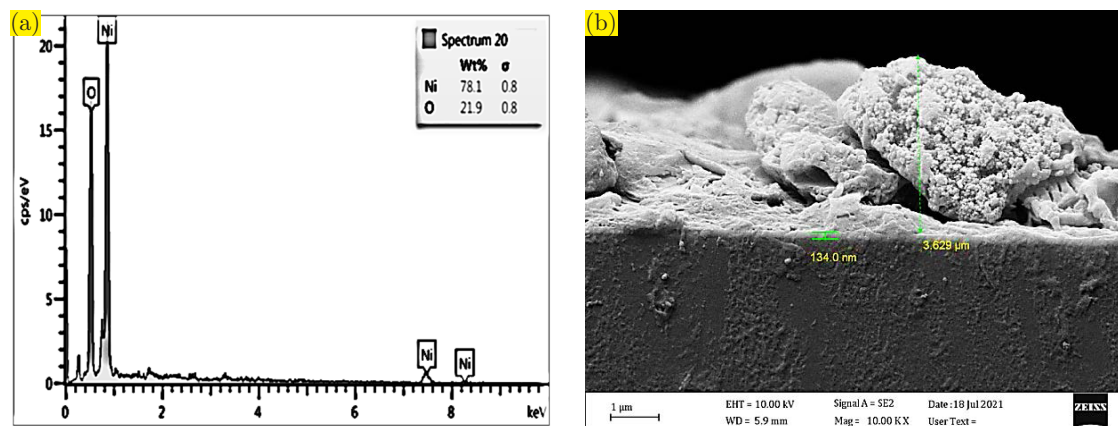 (a)
Ni
20
O
15
10
5
0
cps/eV
0 2 4 6 8 keV
Ni
Ni
Spectrum 20
Wt% σ
Ni 78.1 0.8
O 21.9 0.8
(b)
3.629 µm
134.0 nm
1 µm
EHT = 10.00 kV Signal A = SE2 Date :18 Jul 2021
WD = 5.9 mm Mag = 10.00 K X User Text =
ZEISS